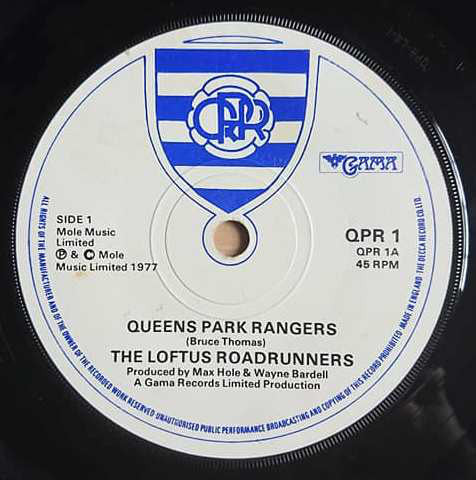 QPR
GAMA
SIDE 1
Mole Music
Limited
Ⓟ & © Mole
Music Limited 1977
QPR 1
QPR 1A
45 RPM
QUEENS PARK RANGERS
(Bruce Thomas)
THE LOFTUS ROADRUNNERS
Produced by Max Hole & Wayne Bardell
A Gama Records Limited Production
ALL RIGHTS OF THE MANUFACTURER AND OF THE OWNER OF THE RECORDED WORK RESERVED · UNAUTHORISED PUBLIC PERFORMANCE BROADCASTING AND COPYING OF THIS RECORD PROHIBITED · MADE IN ENGLAND · THE DECCA RECORD CO. LTD.